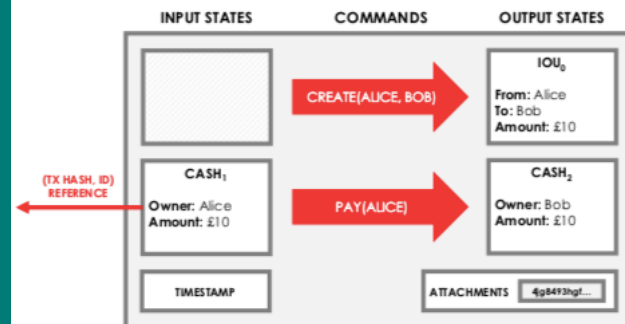 INPUT STATES
COMMANDS
OUTPUT STATES
CREATE(ALICE, BOB)
IOU0
From: Alice
To: Bob
Amount: £10
(TX HASH, ID)
REFERENCE
CASH1
Owner: Alice
Amount: £10
PAY(ALICE)
CASH2
Owner: Bob
Amount: £10
TIMESTAMP
ATTACHMENTS
4jg8493hgf...